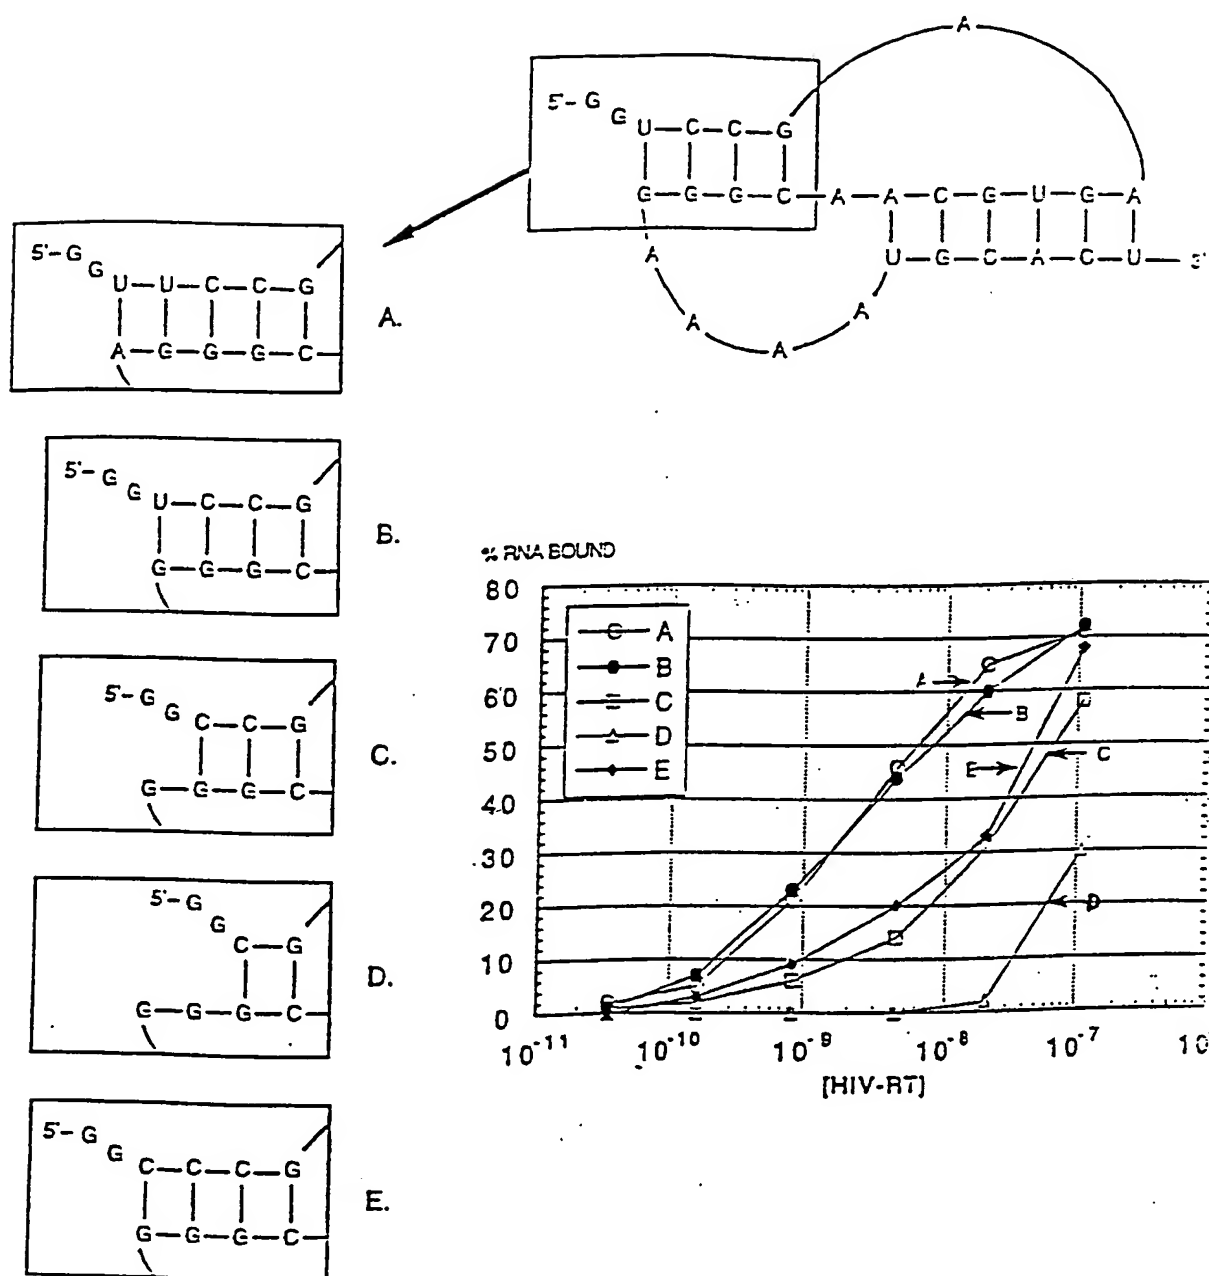 A
5'-G
G
U-C-C-G
G-G-G-C-A-A-C-G-U-G-A
U-G-C-A-C-U-3'
A
A
A
A
5'-G
G
U-U-C-C-G
A-G-G-G-C
A.
5'-G
G
U-C-C-G
G-G-G-C
B.
5'-G
G
C-C-G
G-G-G-C
C.
5'-G
G
C-G
G-G-G-C
D.
5'-G
G
C-C-C-G
G-G-G-C
E.
% RNA BOUND
80
70
60
50
40
30
20
10
0
A
B
C
D
E
A
B
E
C
D
10-11
10-10
10-9
10-8
10-7
10
[HIV-RT]